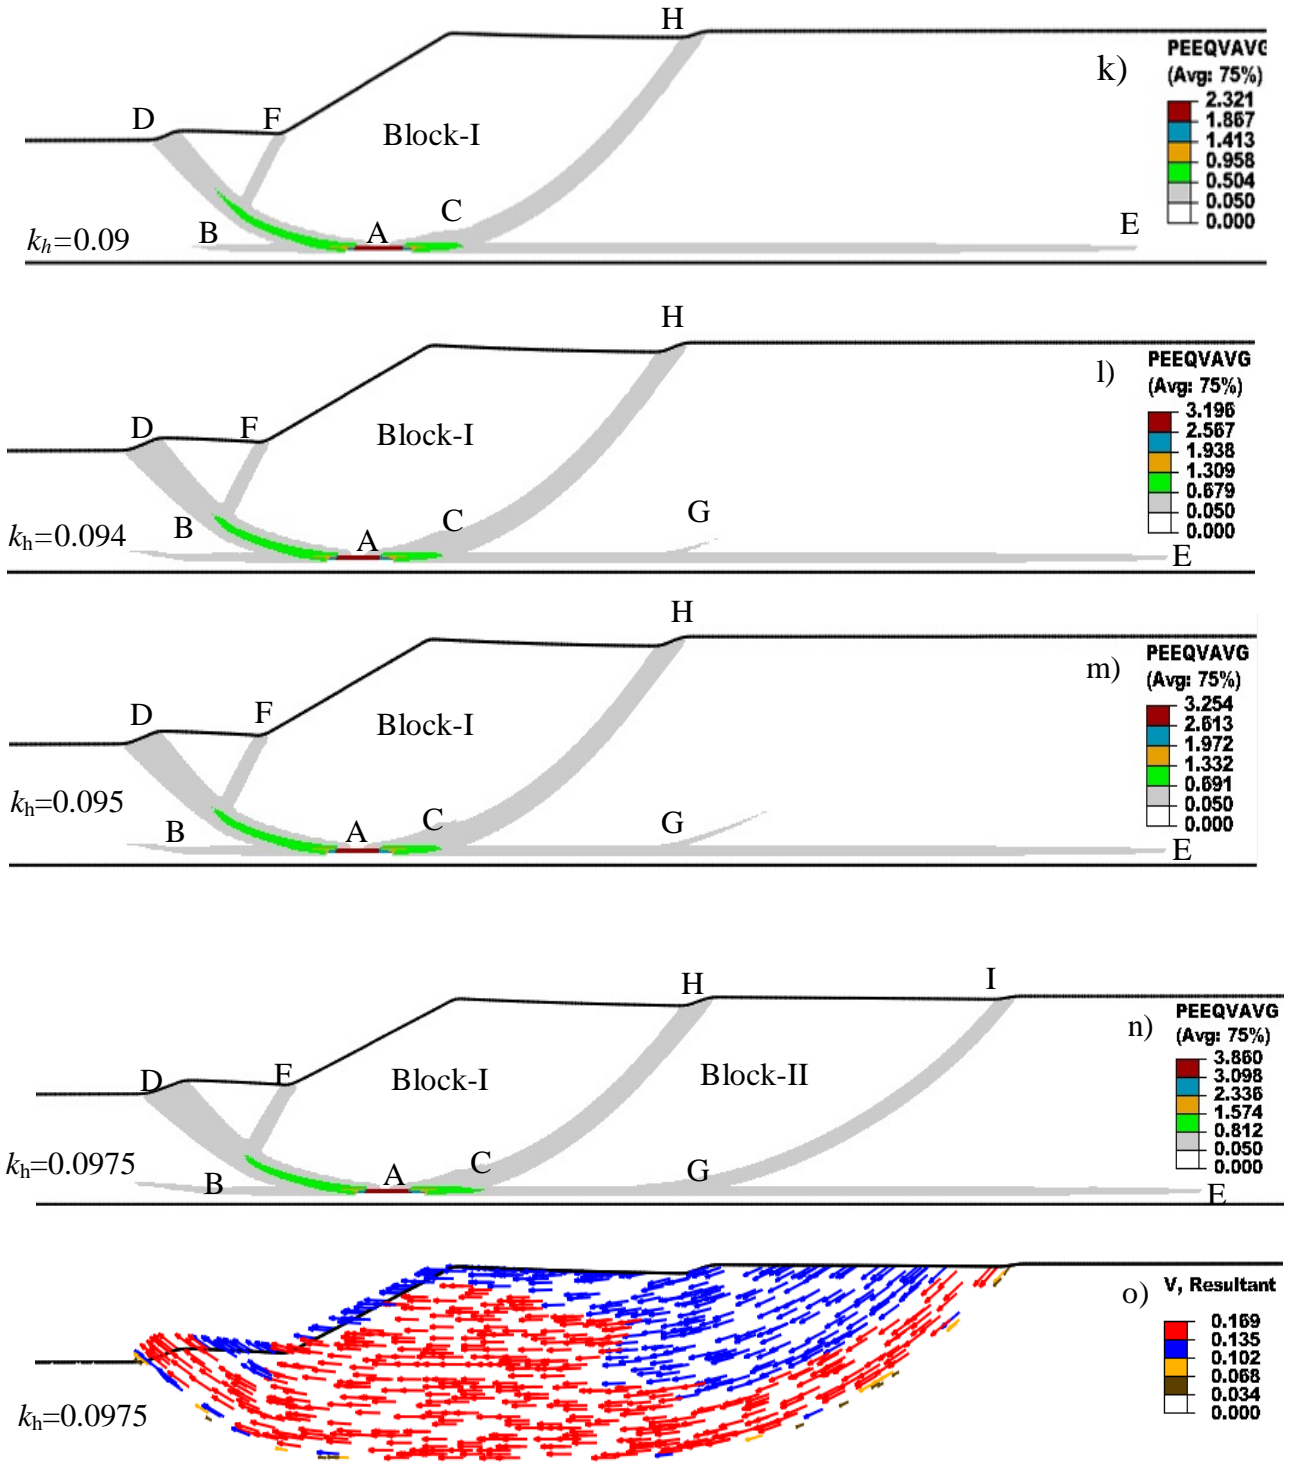 H
k)
PEEQVAVG
(Avg: 75%)
2.321
1.867
1.413
0.958
0.504
0.050
0.000
D
F
Block-I
B
A
C
E
kh=0.09
H
l)
PEEQVAVG
(Avg: 75%)
3.196
2.567
1.938
1.309
0.679
0.050
0.000
D
F
Block-I
B
A
C
G
E
kh=0.094
H
m)
PEEQVAVG
(Avg: 75%)
3.254
2.613
1.972
1.332
0.691
0.050
0.000
D
F
Block-I
kh=0.095
B
A
C
G
E
H
I
n)
PEEQVAVG
(Avg: 75%)
3.860
3.098
2.336
1.574
0.812
0.050
0.000
D
F
Block-I
Block-II
kh=0.0975
B
A
C
G
E
o)
V, Resultant
0.169
0.135
0.102
0.068
0.034
0.000
kh=0.0975